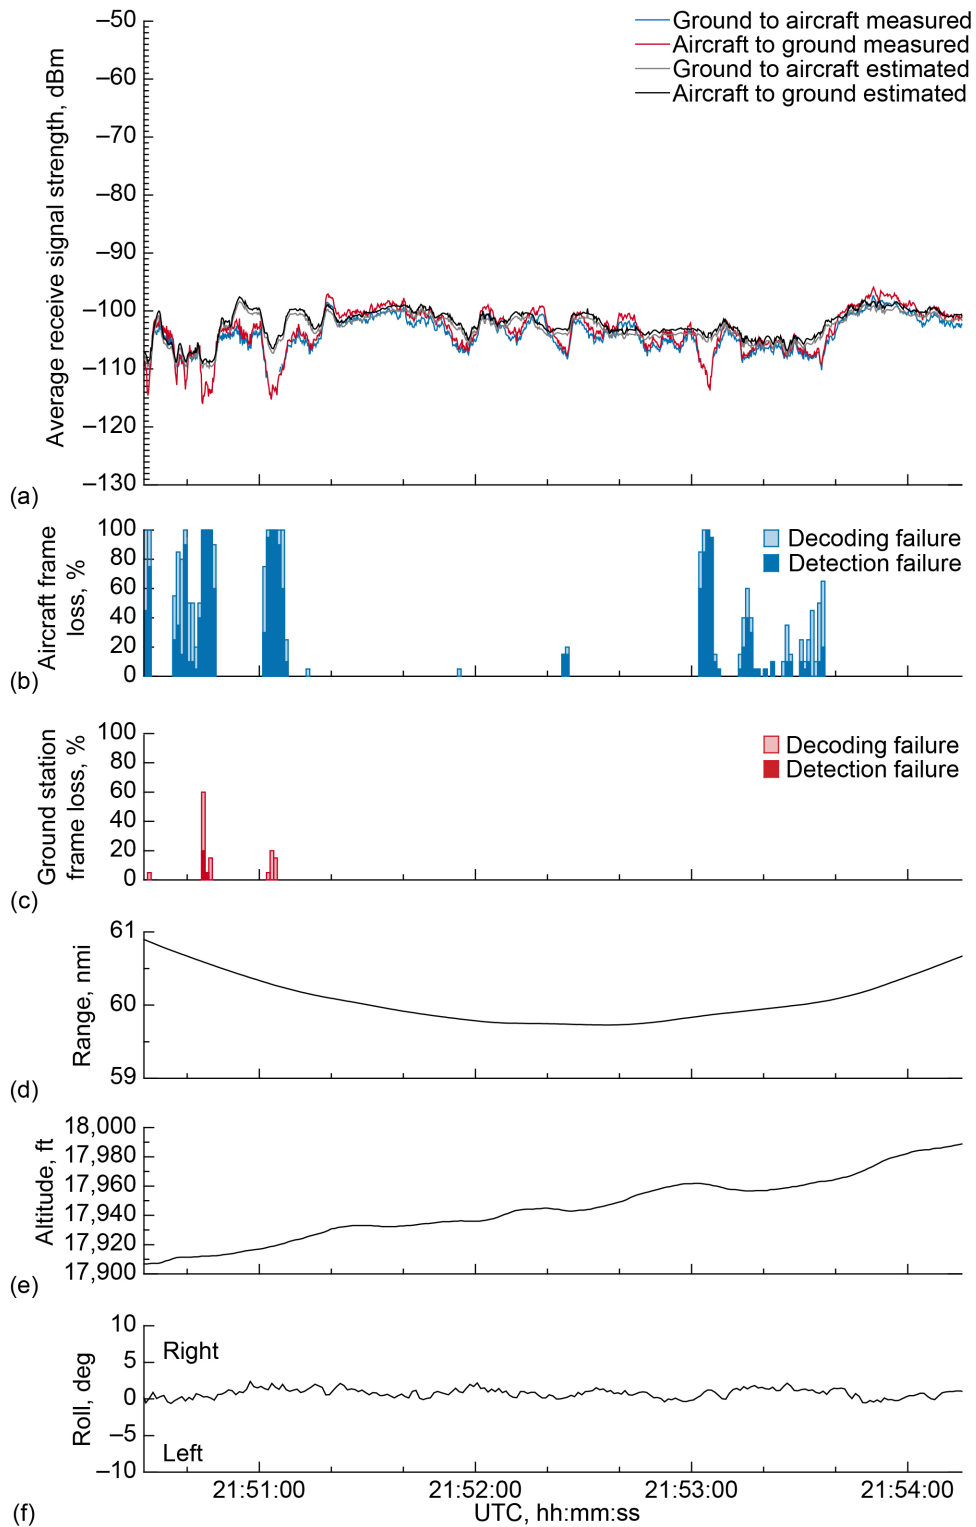 –50
–60
–70
–80
–90
–100
–110
–120
–130
Average receive signal strength, dBm
Ground to aircraft measured
Aircraft to ground measured
Ground to aircraft estimated
Aircraft to ground estimated
(a)
100
80
60
40
20
0
Aircraft frame
loss, %
Decoding failure
Detection failure
(b)
100
80
60
40
20
0
Ground station
frame loss, %
Decoding failure
Detection failure
(c)
61
60
59
Range, nmi
(d)
18,000
17,980
17,960
17,940
17,920
17,900
Altitude, ft
(e)
10
5
0
–5
–10
Roll, deg
Right
Left
21:51:00
21:52:00
21:53:00
21:54:00
UTC, hh:mm:ss
(f)